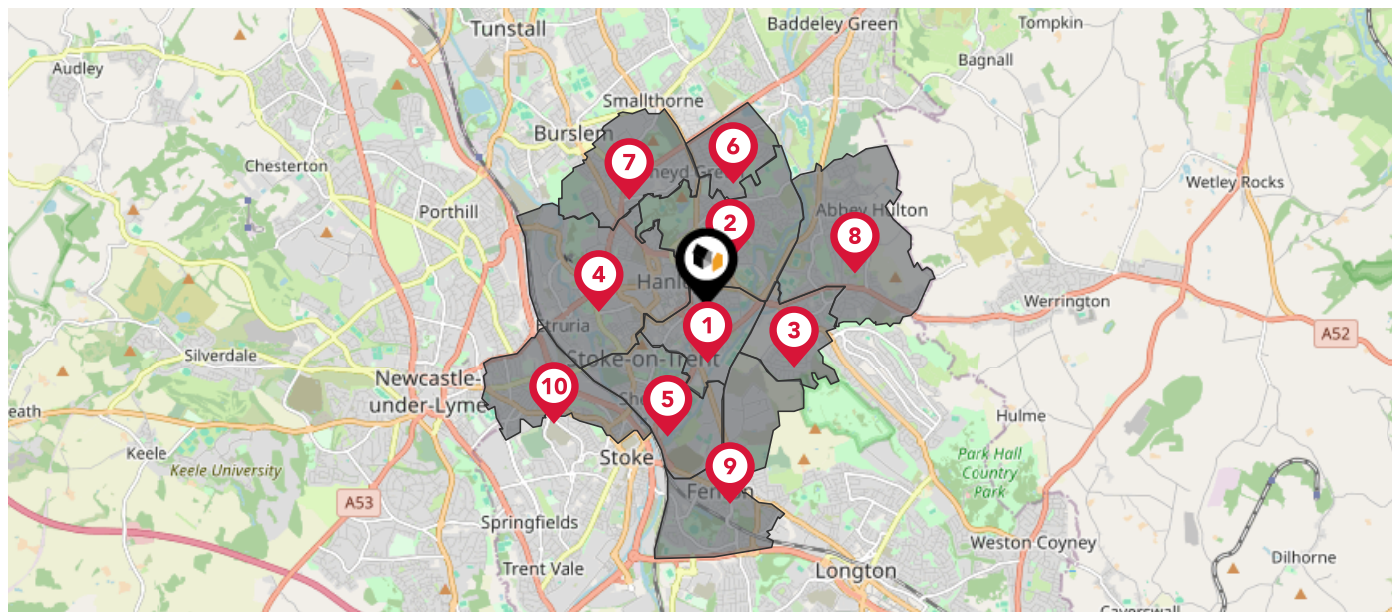 Tunstall
Baddeley Green
Tompkin
Audley
Bagnall
Smallthorne
Burslem
6
7
Chesterton
Wetley Rocks
Porthill
Abbey Hulton
2
8
4
Werrington
1
3
Etruria
A52
Silverdale
Stoke-on-Trent
Newcastle-
under-Lyme
10
5
Hulme
Keele
Stoke
Keele University
Park Hall
Country
Park
9
Fenton
A53
Springfields
Weston Coyney
Dilhorne
Trent Vale
Longton
Caverswall